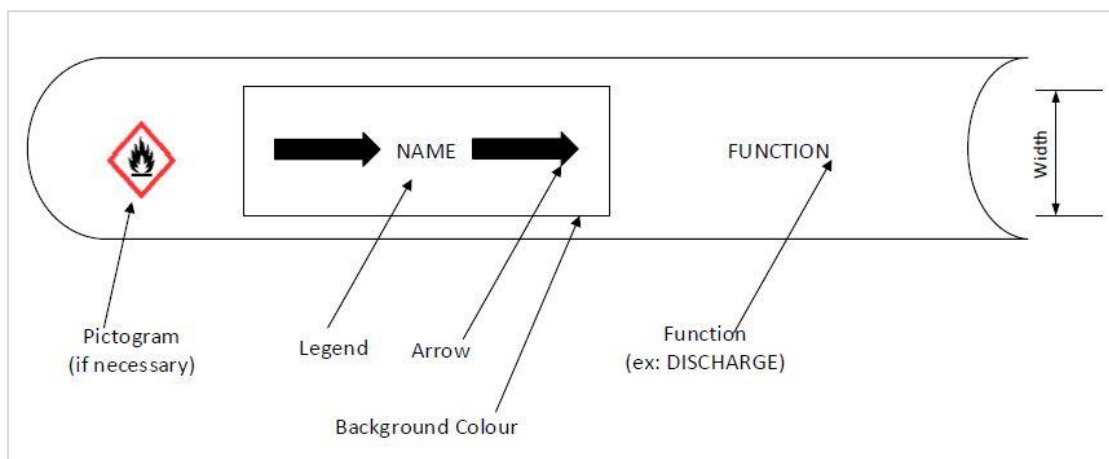 NAME
FUNCTION
Width
Pictogram
(if necessary)
Legend
Arrow
Function
(ex: DISCHARGE)
Background Colour